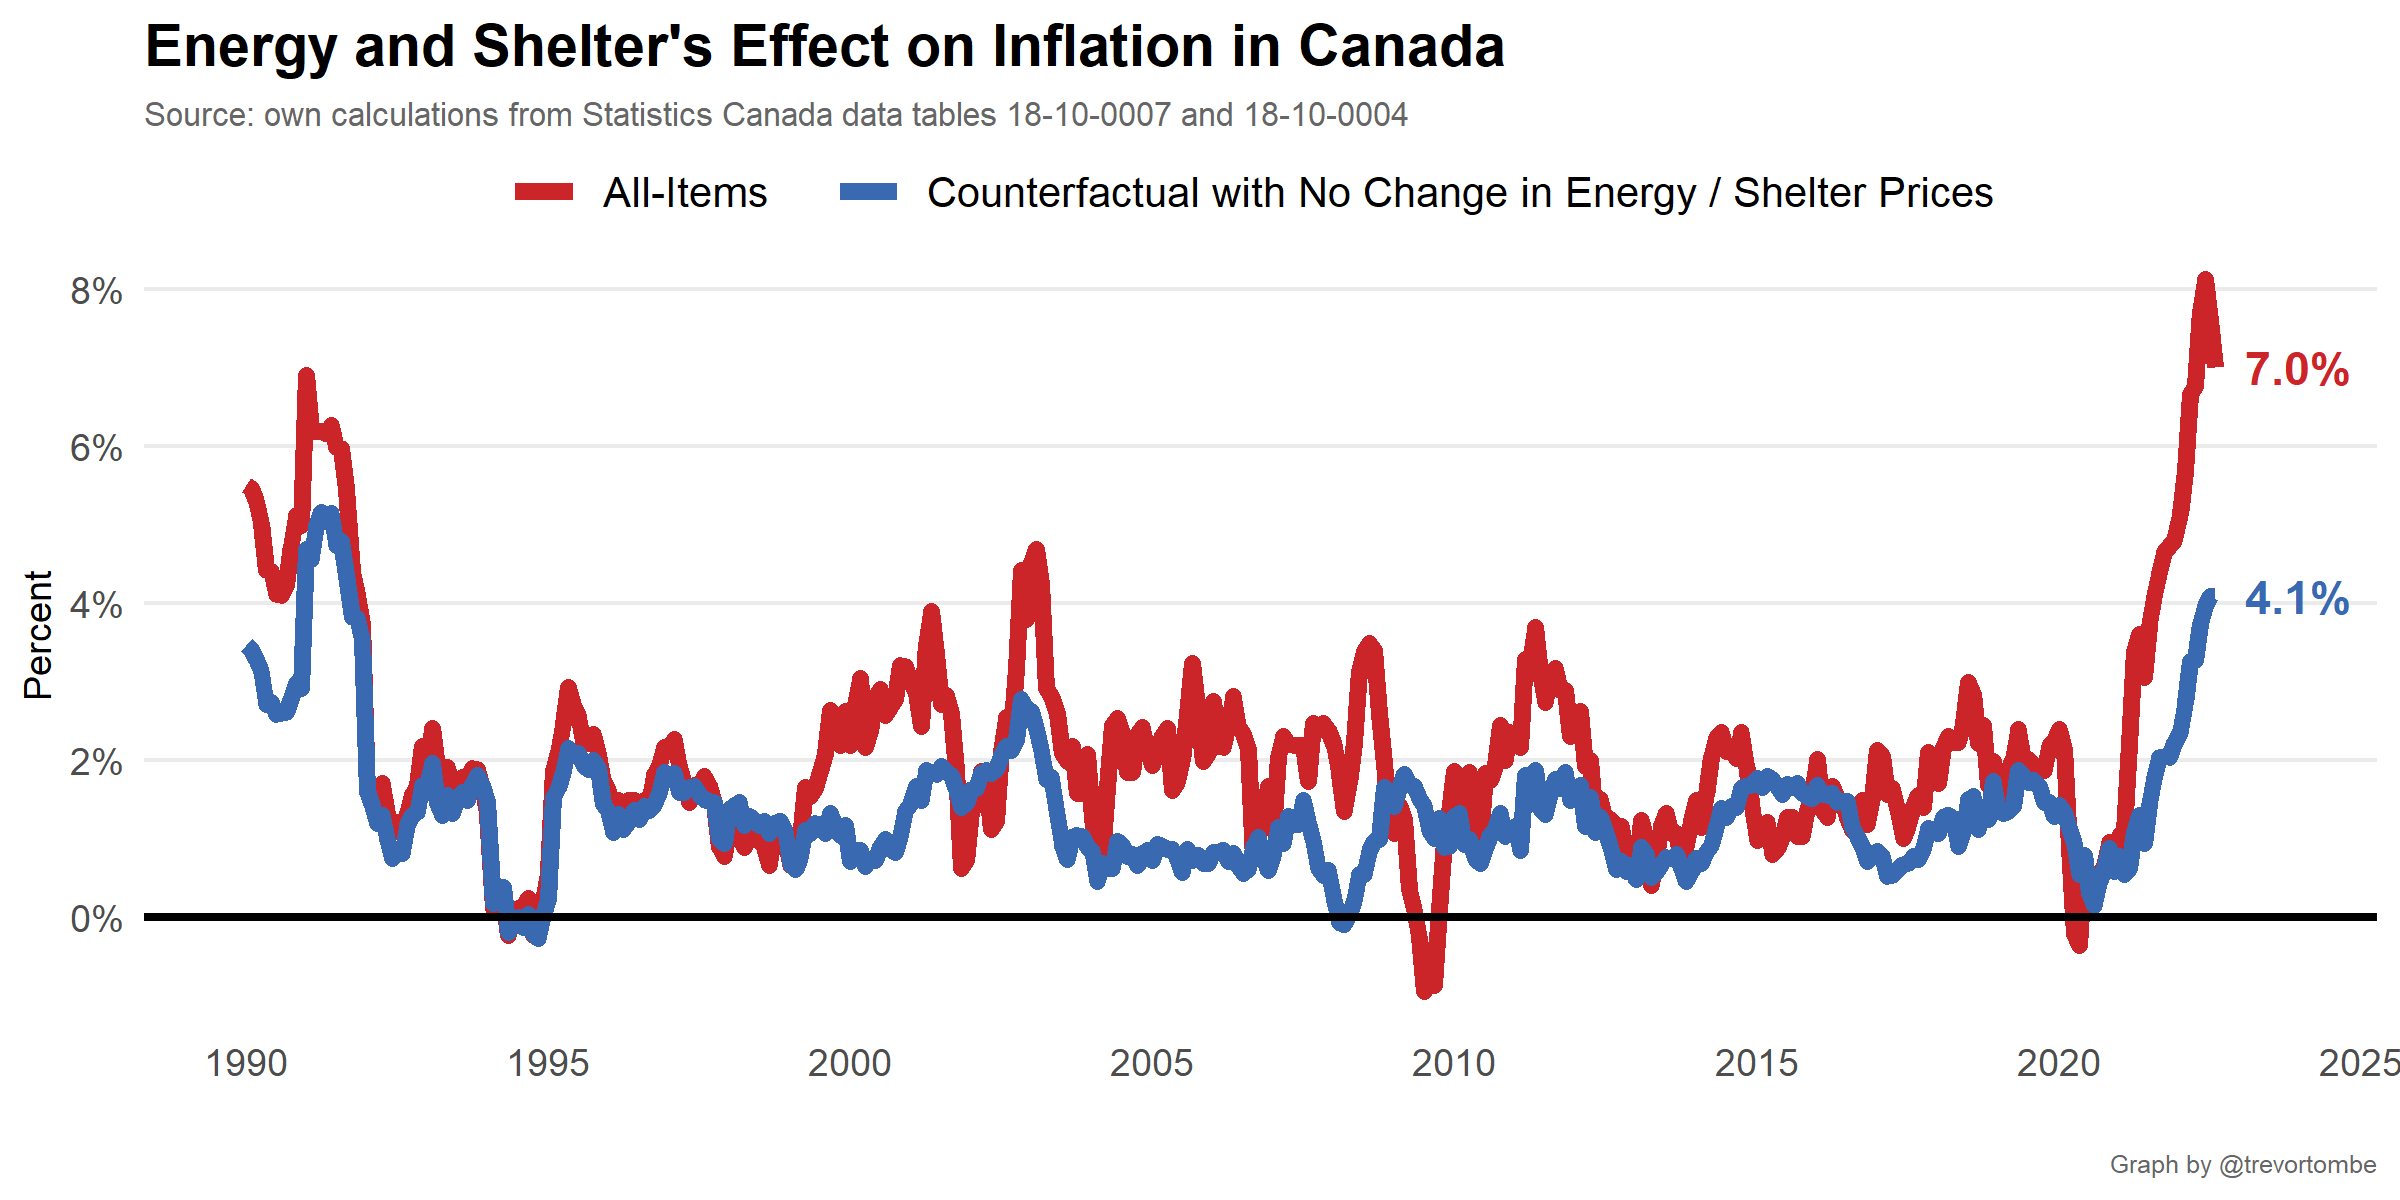 Energy and Shelter's Effect on Inflation in Canada
Source: own calculations from Statistics Canada data tables 18-10-0007 and 18-10-0004
All-Items
Counterfactual with No Change in Energy / Shelter Prices
8%
6%
4%
2%
0%
Percent
7.0%
4.1%
1990
1995
2000
2005
2010
2015
2020
2025
Graph by @trevortombe